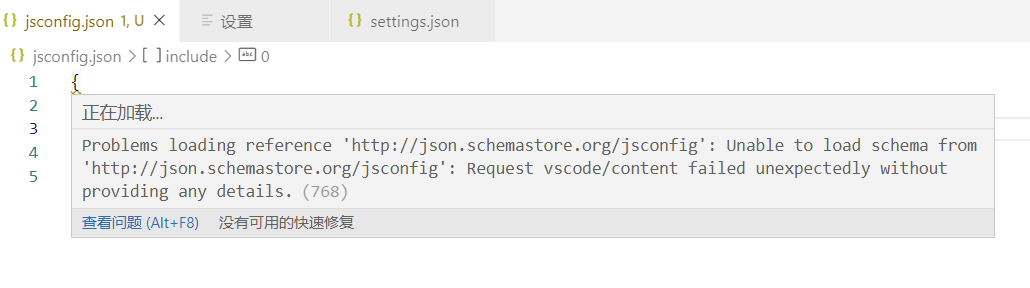 {} jsconfig.json 1, U × 设置 {} settings.json
{} jsconfig.json > [ ] include > abc 0
1 {
2
3
4
5
正在加载...
Problems loading reference 'http://json.schemastore.org/jsconfig': Unable to load schema from
'http://json.schemastore.org/jsconfig': Request vscode/content failed unexpectedly without
providing any details. (768)
查看问题 (Alt+F8) 没有可用的快速修复